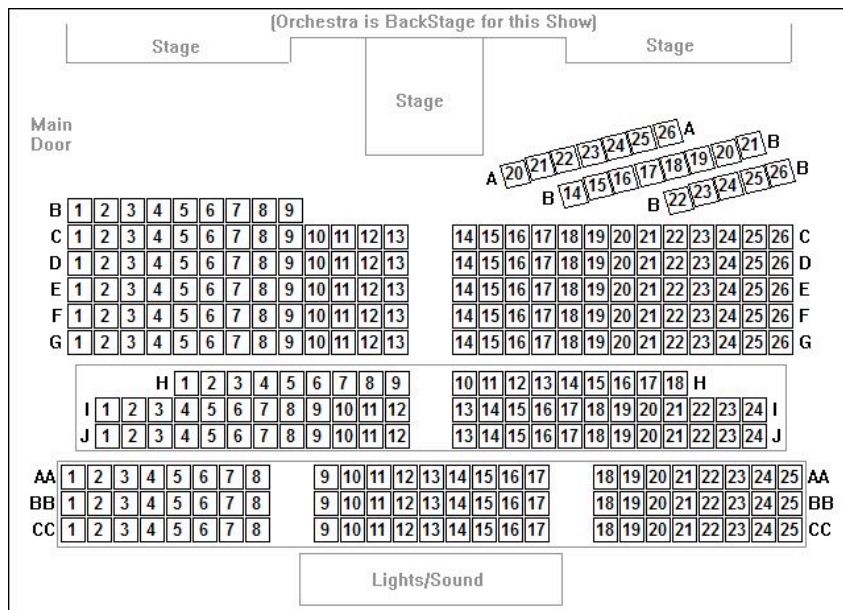 (Orchestra is BackStage for this Show)
Stage
Stage
Stage
Main
Door
A 20 21 22 23 24 25 26 A
B 14 15 16 17 18 19 20 21 B
B 22 23 24 25 26 B
B 1 2 3 4 5 6 7 8 9
C 1 2 3 4 5 6 7 8 9 10 11 12 13 14 15 16 17 18 19 20 21 22 23 24 25 26 C
D 1 2 3 4 5 6 7 8 9 10 11 12 13 14 15 16 17 18 19 20 21 22 23 24 25 26 D
E 1 2 3 4 5 6 7 8 9 10 11 12 13 14 15 16 17 18 19 20 21 22 23 24 25 26 E
F 1 2 3 4 5 6 7 8 9 10 11 12 13 14 15 16 17 18 19 20 21 22 23 24 25 26 F
G 1 2 3 4 5 6 7 8 9 10 11 12 13 14 15 16 17 18 19 20 21 22 23 24 25 26 G
H 1 2 3 4 5 6 7 8 9 10 11 12 13 14 15 16 17 18 H
I 1 2 3 4 5 6 7 8 9 10 11 12 13 14 15 16 17 18 19 20 21 22 23 24 I
J 1 2 3 4 5 6 7 8 9 10 11 12 13 14 15 16 17 18 19 20 21 22 23 24 J
AA 1 2 3 4 5 6 7 8 9 10 11 12 13 14 15 16 17 18 19 20 21 22 23 24 25 AA
BB 1 2 3 4 5 6 7 8 9 10 11 12 13 14 15 16 17 18 19 20 21 22 23 24 25 BB
CC 1 2 3 4 5 6 7 8 9 10 11 12 13 14 15 16 17 18 19 20 21 22 23 24 25 CC
Lights/Sound